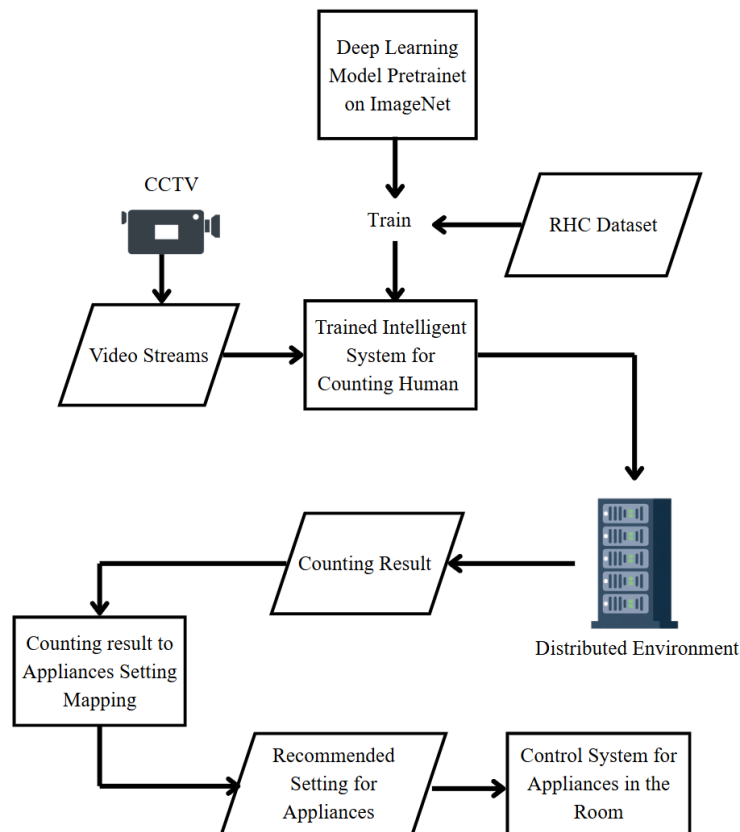 Deep Learning
Model Pretrainet
on ImageNet
CCTV
Train
RHC Dataset
Video Streams
Trained Intelligent
System for
Counting Human
Counting Result
Distributed Environment
Counting result to
Appliances Setting
Mapping
Recommended
Setting for
Appliances
Control System for
Appliances in the
Room